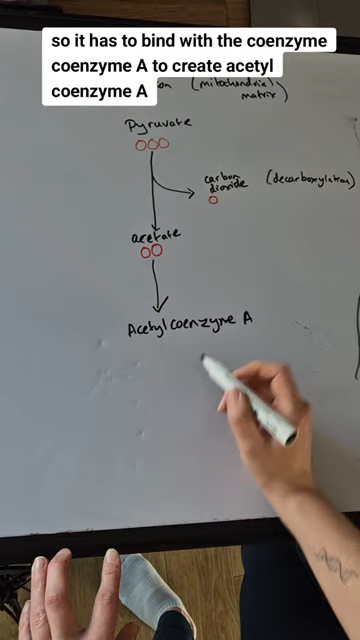 so it has to bind with the coenzyme
coenzyme A to create acetyl
coenzyme A
(mitochondrial
matrix)
Pyruvate
carbon
dioxide
(decarboxylation)
acetate
Acetyl coenzyme A